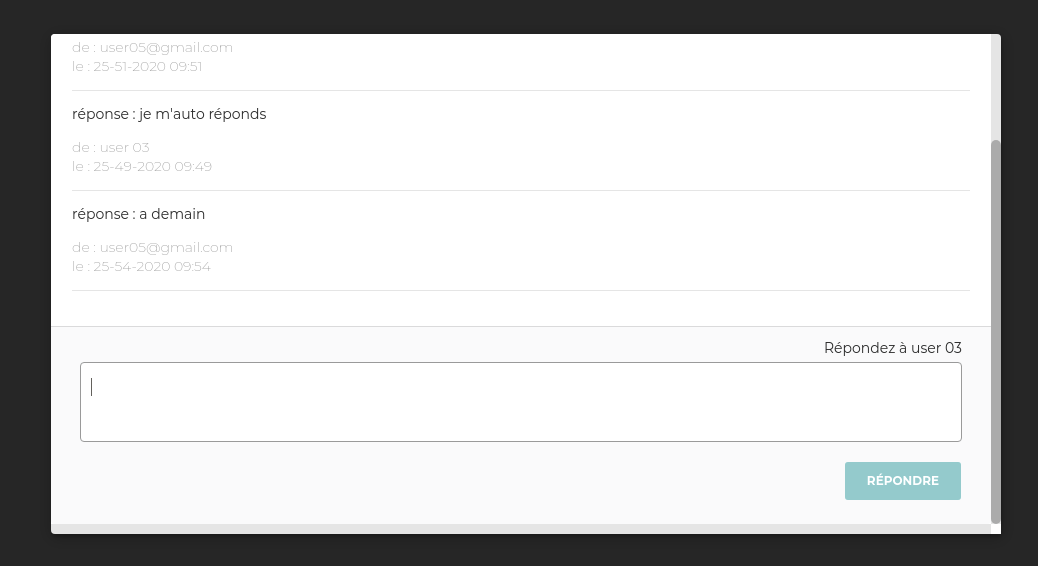 de : user05@gmail.com
le : 25-51-2020 09:51
réponse : je m'auto réponds
de : user 03
le : 25-49-2020 09:49
réponse : a demain
de : user05@gmail.com
le : 25-54-2020 09:54
Répondez à user 03
RÉPONDRE